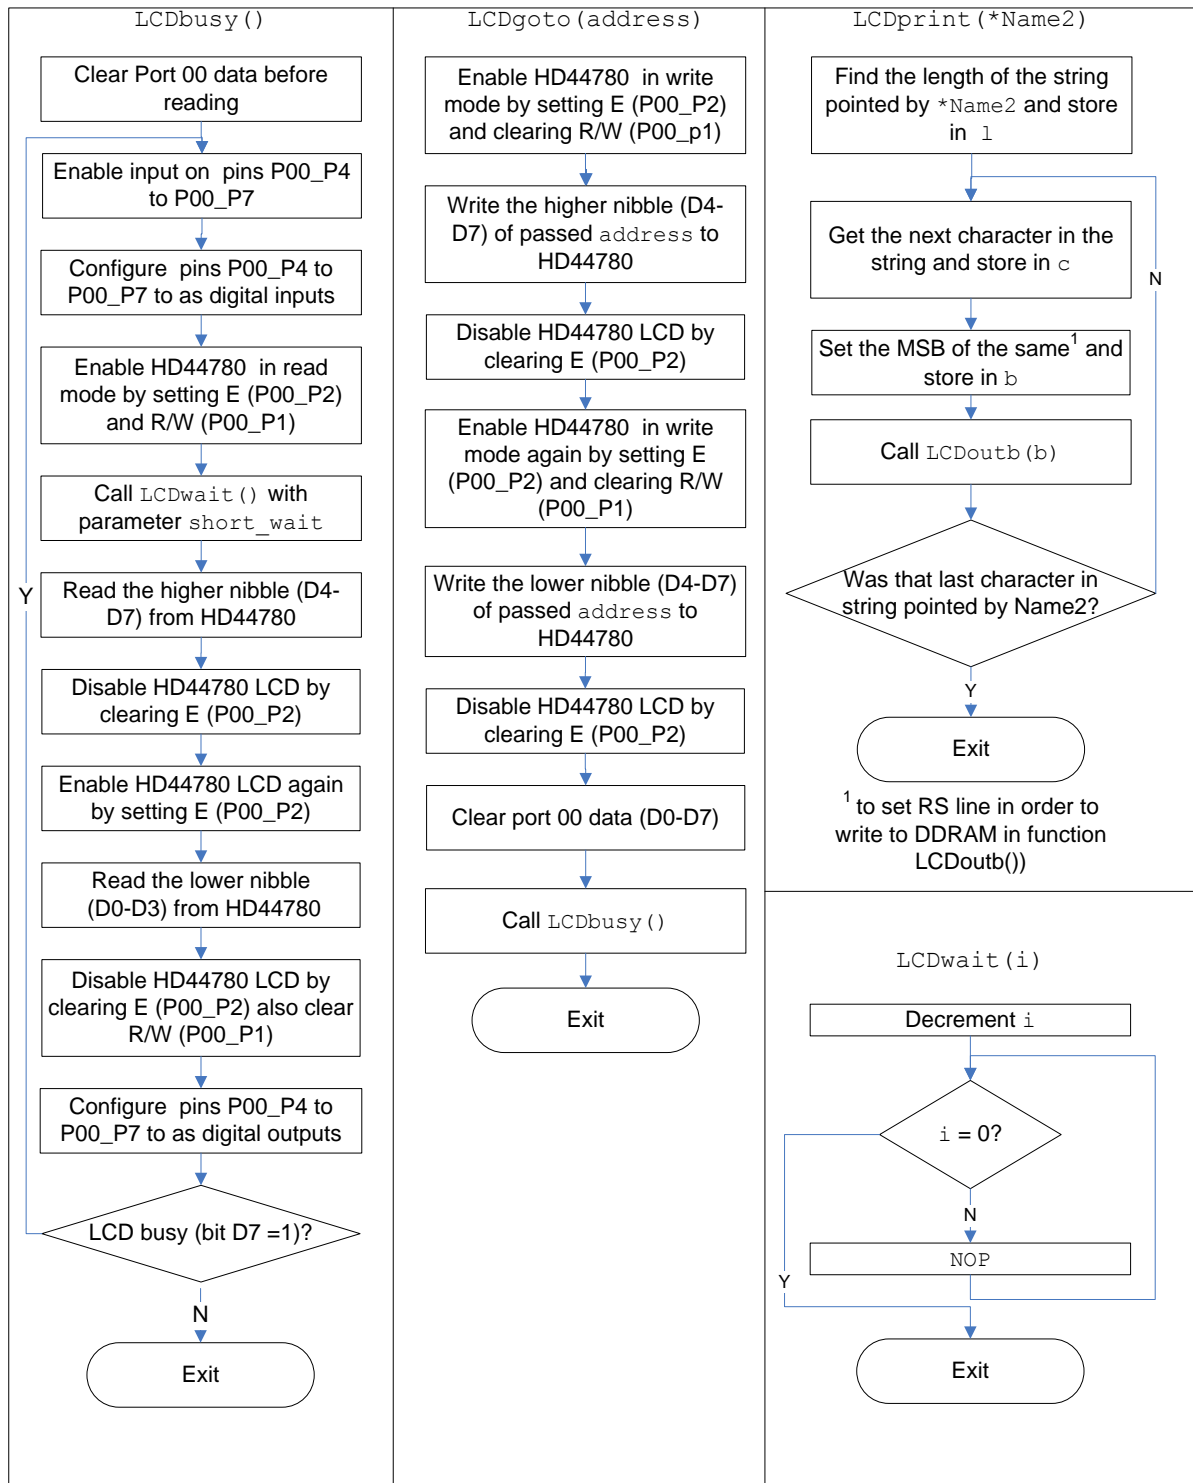 LCDbusy()
Clear Port 00 data before
reading
Enable input on  pins P00_P4
to P00_P7
Configure  pins P00_P4 to
P00_P7 to as digital inputs
Enable HD44780  in read
mode by setting E (P00_P2)
and R/W (P00_P1)
Call LCDwait() with
parameter short_wait
Y
Read the higher nibble (D4-
D7) from HD44780
Disable HD44780 LCD by
clearing E (P00_P2)
Enable HD44780 LCD again
by setting E (P00_P2)
Read the lower nibble
(D0-D3) from HD44780
Disable HD44780 LCD by
clearing E (P00_P2) also clear
R/W (P00_P1)
Configure  pins P00_P4 to
P00_P7 to as digital outputs
LCD busy (bit D7 =1)?
N
Exit
LCDgoto(address)
Enable HD44780  in write
mode by setting E (P00_P2)
and clearing R/W (P00_p1)
Write the higher nibble (D4-
D7) of passed address to
HD44780
Disable HD44780 LCD by
clearing E (P00_P2)
Enable HD44780  in write
mode again by setting E
(P00_P2) and clearing R/W
(P00_P1)
Write the lower nibble (D4-D7)
of passed address to
HD44780
Disable HD44780 LCD by
clearing E (P00_P2)
Clear port 00 data (D0-D7)
Call LCDbusy()
Exit
LCDprint(*Name2)
Find the length of the string
pointed by *Name2 and store
in l
Get the next character in the
string and store in c
N
Set the MSB of the same¹ and
store in b
Call LCDoutb(b)
Was that last character in
string pointed by Name2?
Y
Exit
¹ to set RS line in order to
write to DDRAM in function
LCDoutb())
LCDwait(i)
Decrement i
i = 0?
N
NOP
Y
Exit